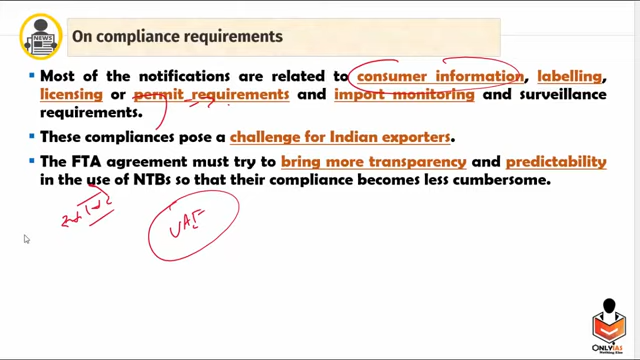 On compliance requirements
NEWS
Most of the notifications are related to consumer information, labelling,
licensing or permit requirements and import monitoring and surveillance
requirements.
These compliances pose a challenge for Indian exporters.
The FTA agreement must try to bring more transparency and predictability
in the use of NTBs so that their compliance becomes less cumbersome.
UAE
ONLYIAS